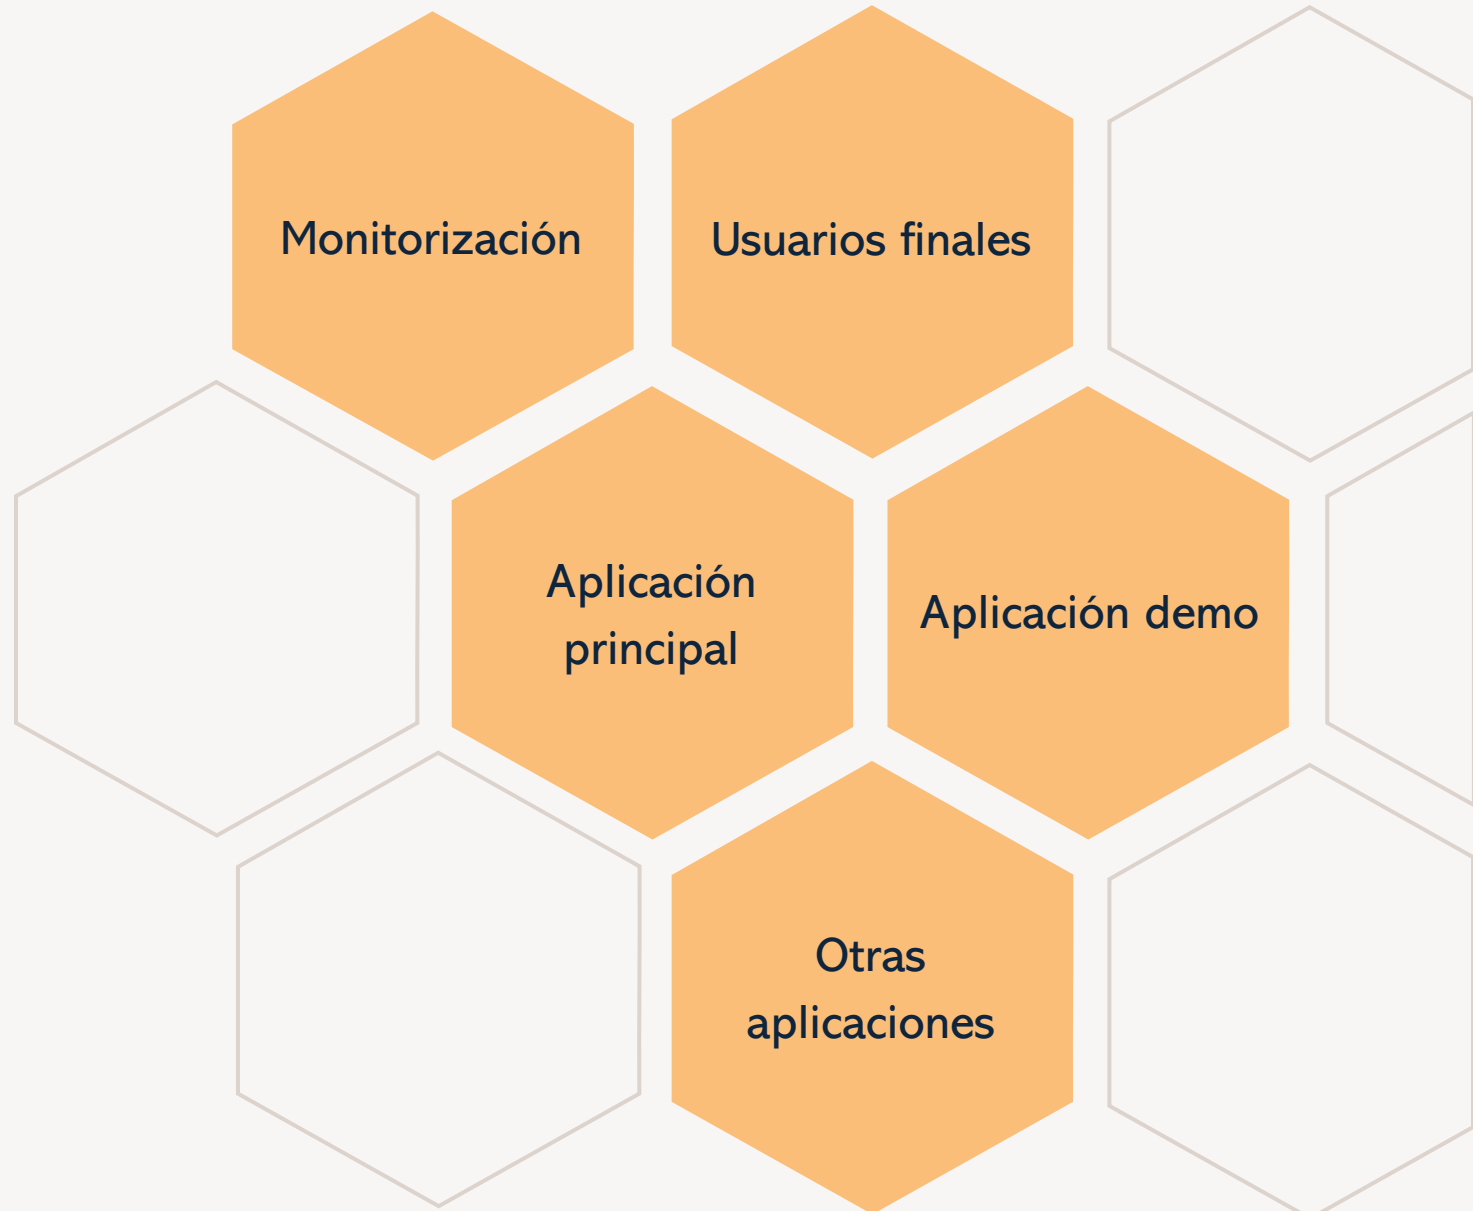 Monitorización
Usuarios finales
Aplicación
principal
Aplicación demo
Otras
aplicaciones